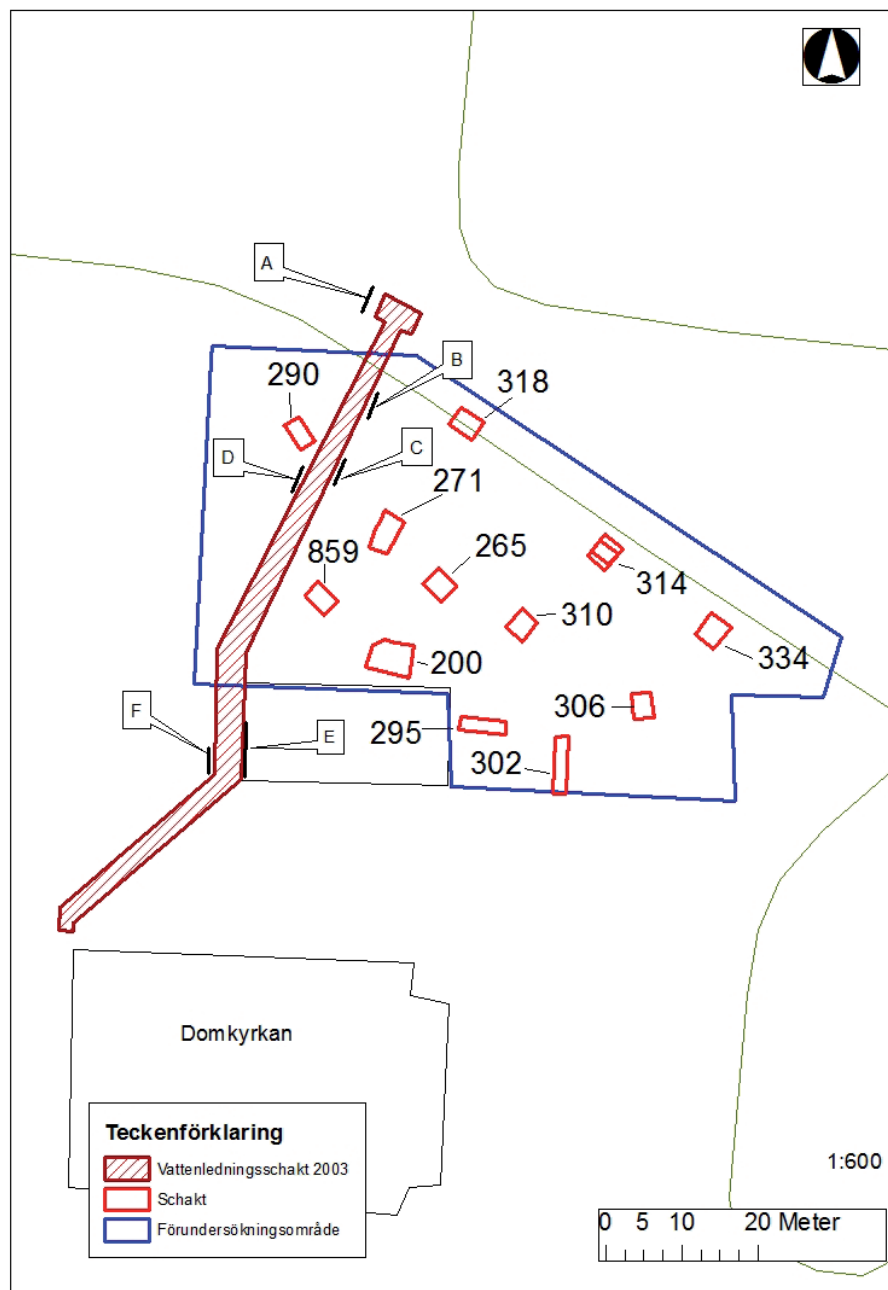 A
B
290
318
D
C
271
859
265
314
310
200
334
F
E
295
306
302
Domkyrkan
Teckenförklaring
Vattenledningsschakt 2003
Schakt
Förundersökningsområde
1:600
0 5 10 20 Meter